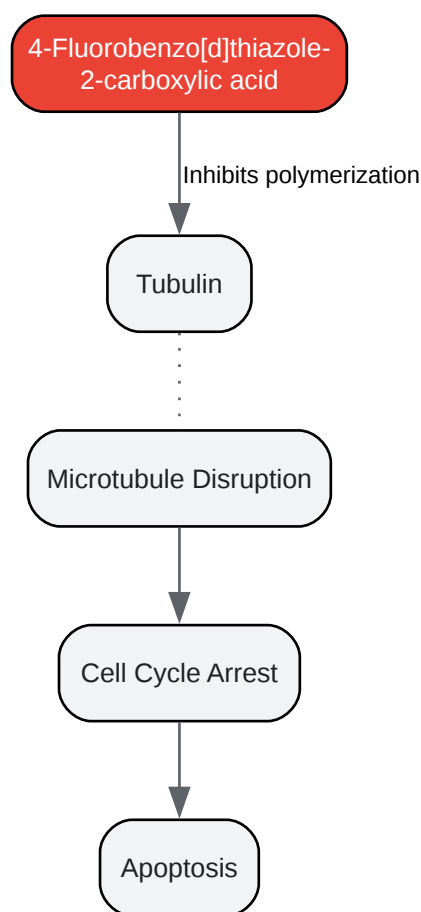 4-Fluorobenzo[d]thiazole-
2-carboxylic acid
Inhibits polymerization
Tubulin
Microtubule Disruption
Cell Cycle Arrest
Apoptosis